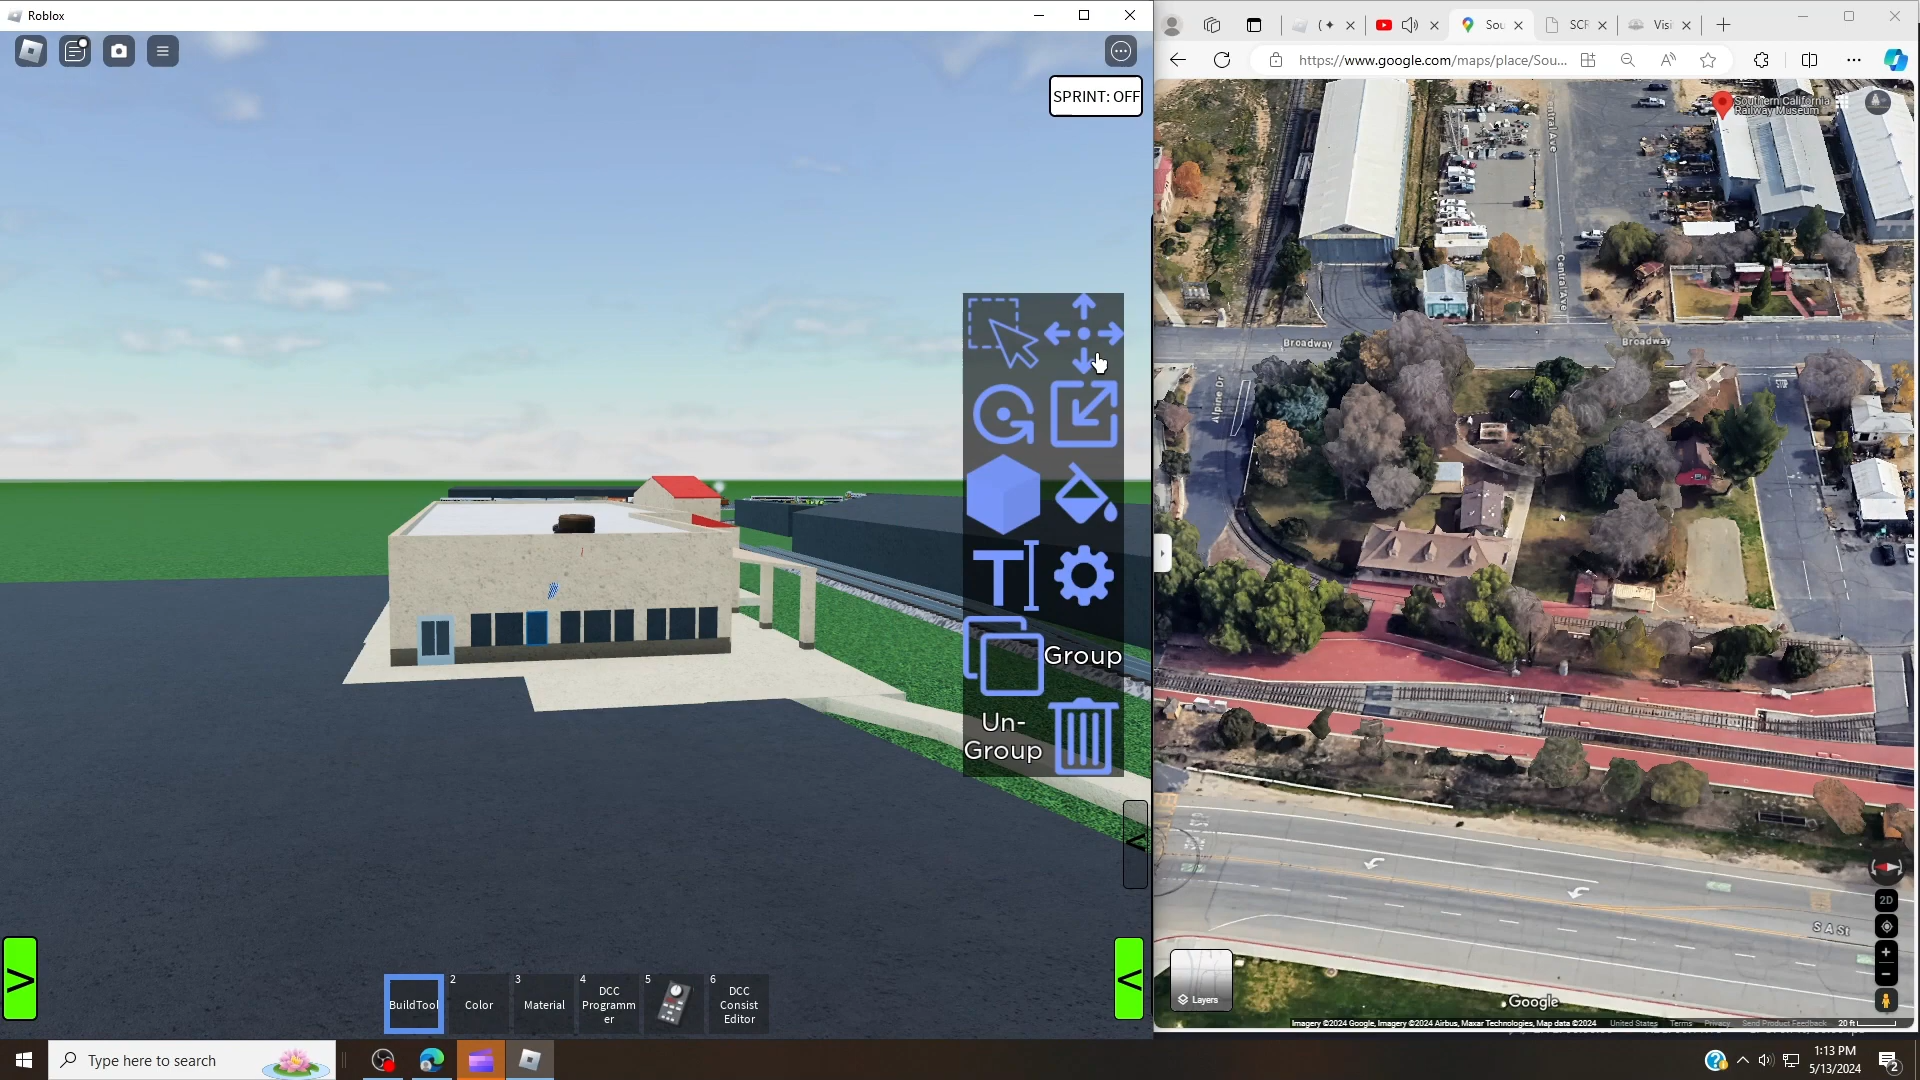 Roblox
SPRINT: OFF
Group
Un-
Group
>
<
<
BuildTool
2
Color
3
Material
4
DCC
Programm
er
5
6
DCC
Consist
Editor
Type here to search
Sou
SCF
Visi
https://www.google.com/maps/place/Sou...
Southern California
Railway Museum
Central Ave
Central Ave
Broadway
Broadway
Alpine Dr
S A St
2D
Layers
Google
Imagery ©2024 Google, Imagery ©2024 Airbus, Maxar Technologies, Map data ©2024 United States Terms Privacy Send Product Feedback 20 ft
1:13 PM
5/13/2024
2